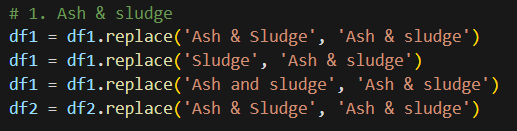 # 1. Ash & sludge
df1 = df1.replace('Ash & Sludge', 'Ash & sludge')
df1 = df1.replace('Sludge', 'Ash & sludge')
df1 = df1.replace('Ash and sludge', 'Ash & sludge')
df2 = df2.replace('Ash & Sludge', 'Ash & sludge')